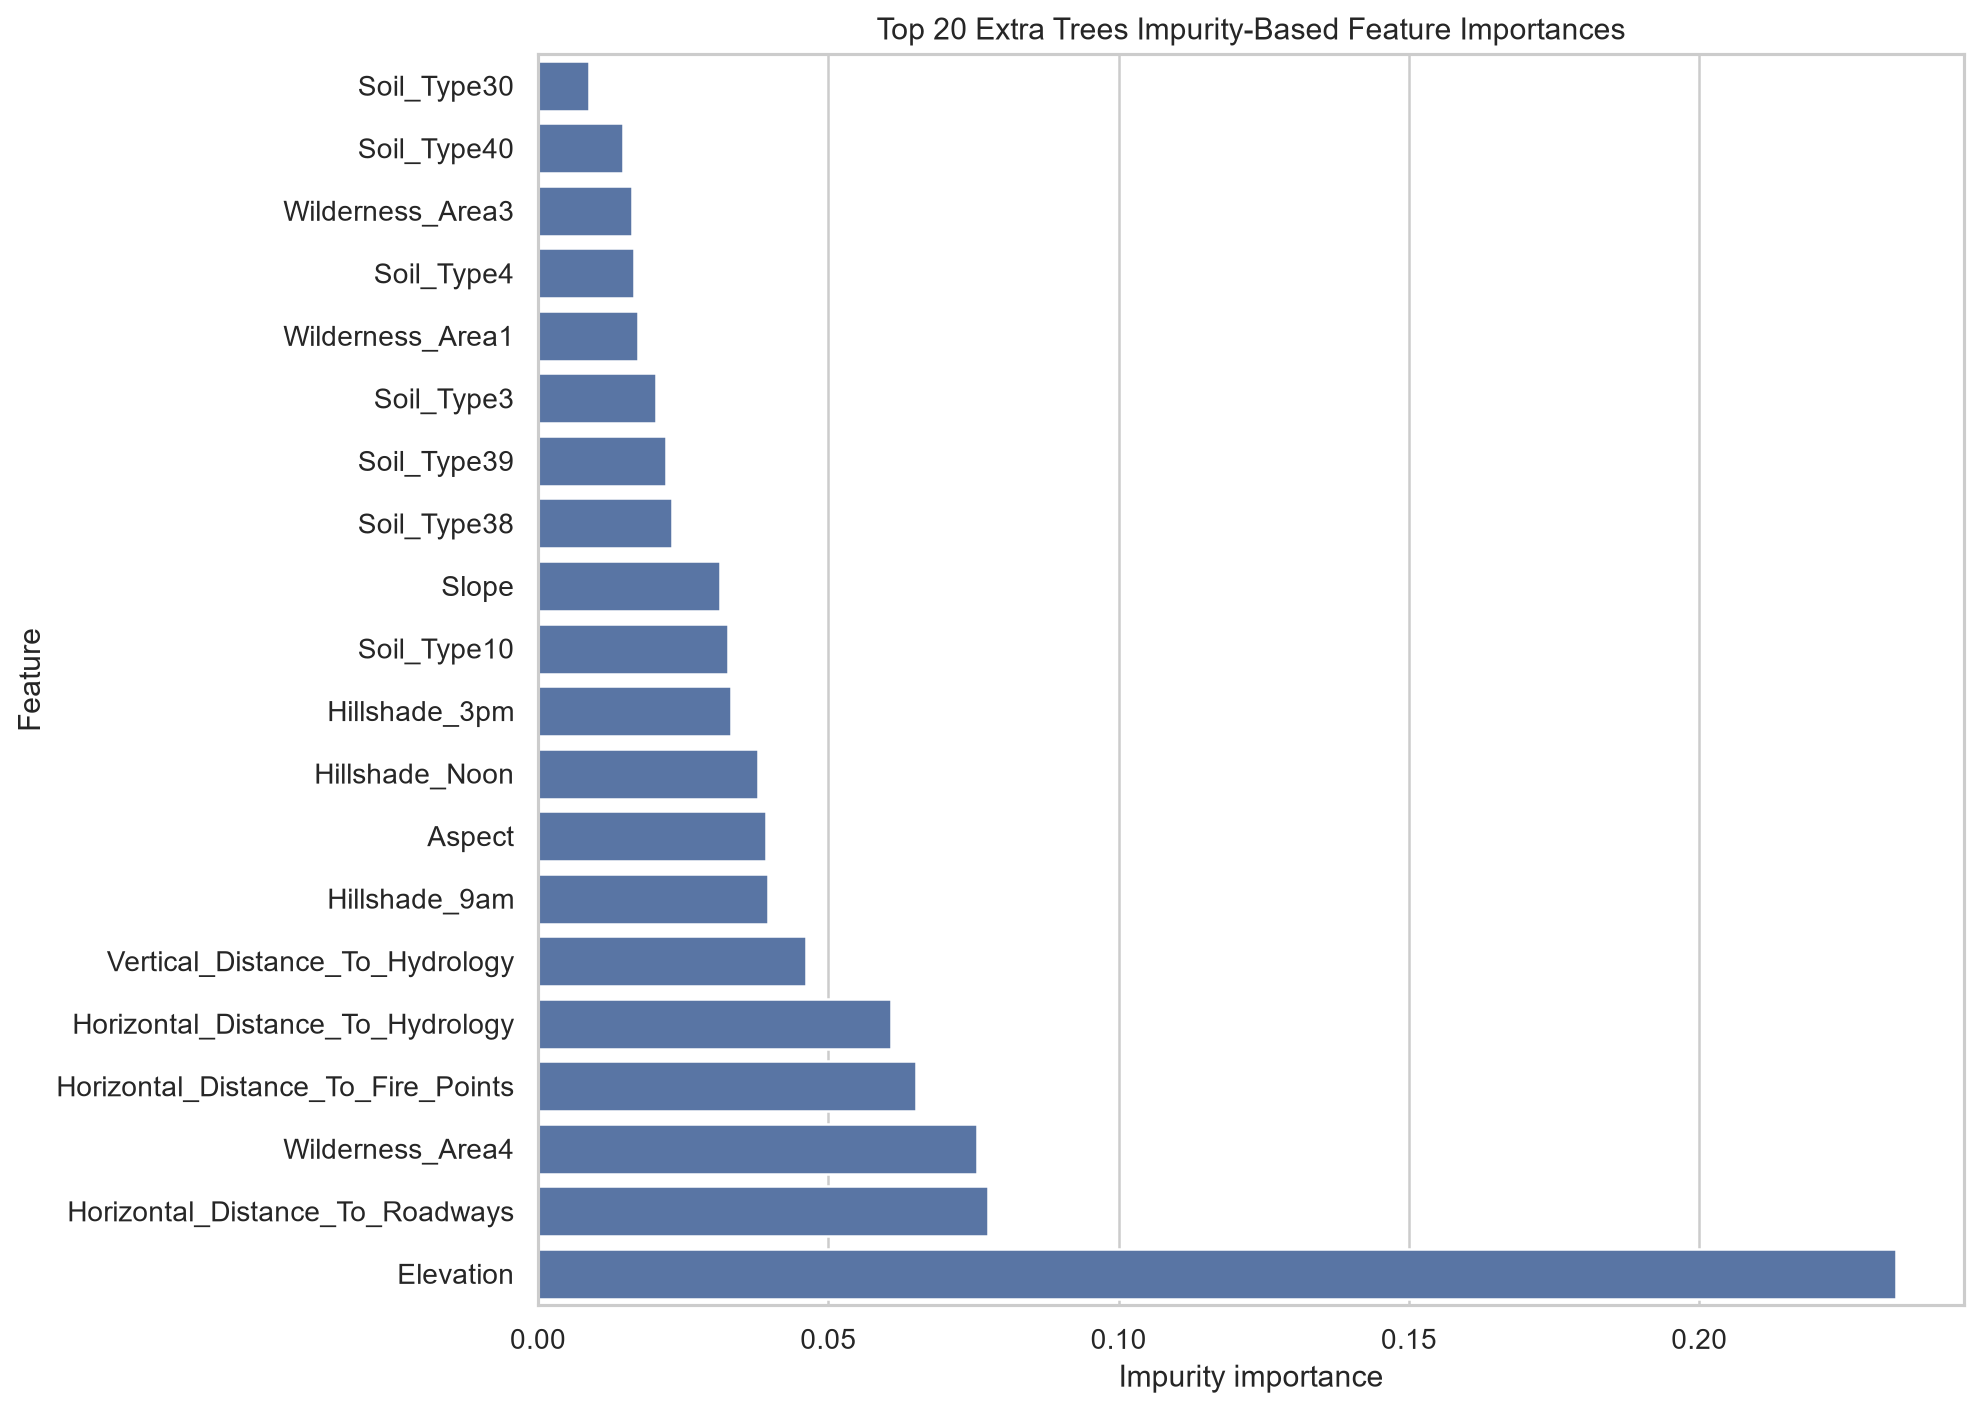 Top 20 Extra Trees Impurity-Based Feature Importances
Feature
Soil_Type30
Soil_Type40
Wilderness_Area3
Soil_Type4
Wilderness_Area1
Soil_Type3
Soil_Type39
Soil_Type38
Slope
Soil_Type10
Hillshade_3pm
Hillshade_Noon
Aspect
Hillshade_9am
Vertical_Distance_To_Hydrology
Horizontal_Distance_To_Hydrology
Horizontal_Distance_To_Fire_Points
Wilderness_Area4
Horizontal_Distance_To_Roadways
Elevation
0.00 0.05 0.10 0.15 0.20
Impurity importance